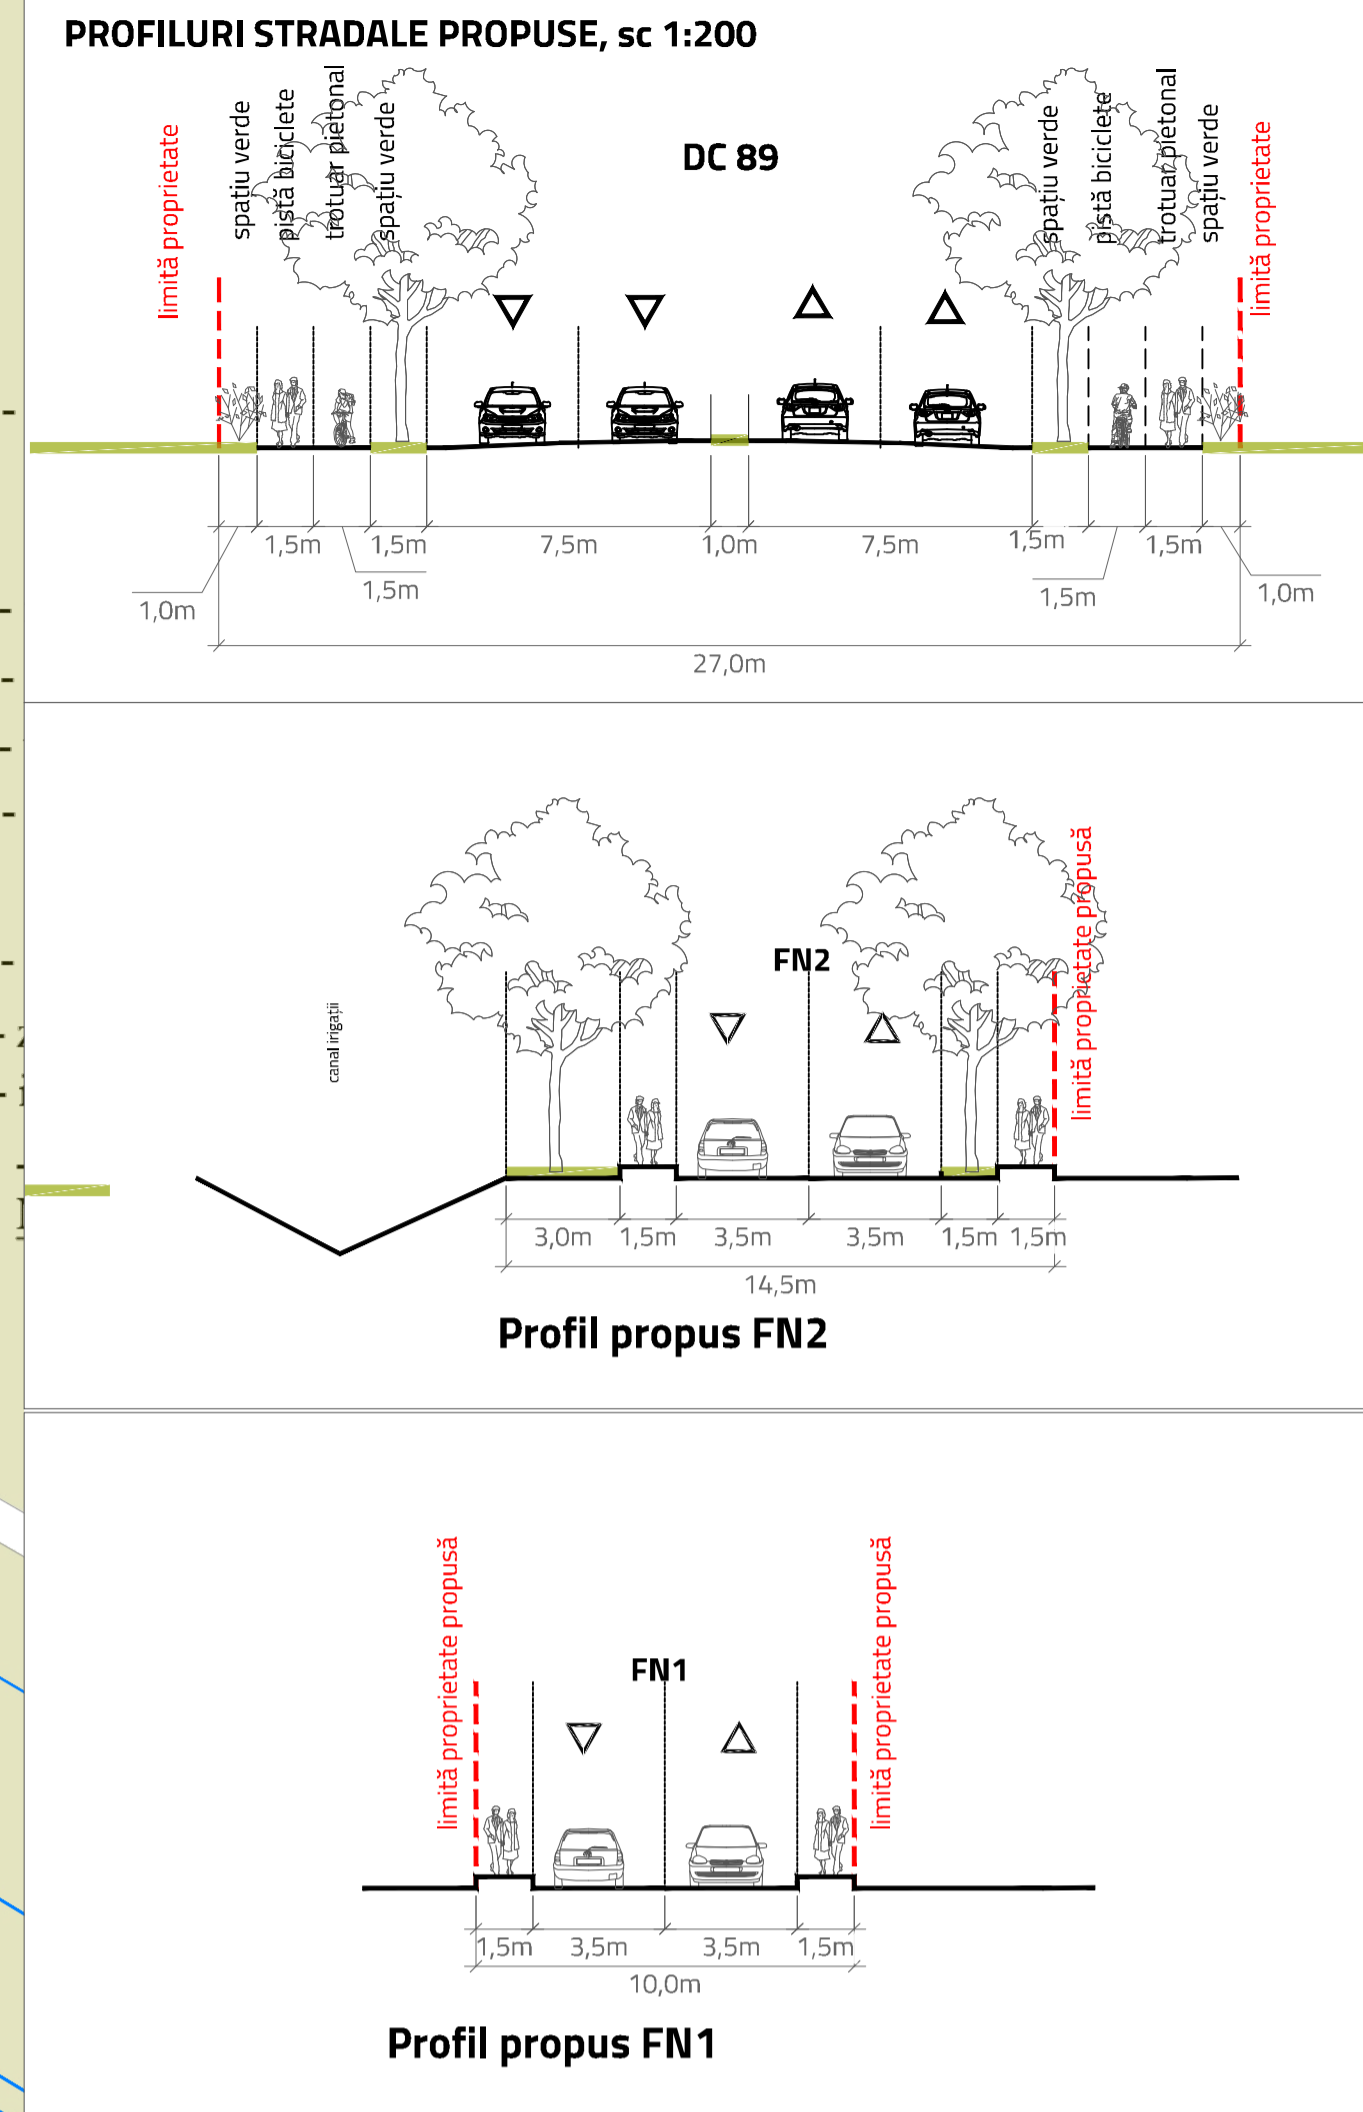 PROFILURI STRADALE PROPUSE, sc 1:200
limită proprietate
spațiu verde
pistă biciclete
trotuar pietonal
spațiu verde
DC 89
spațiu verde
pistă biciclete
trotuar pietonal
spațiu verde
limită proprietate
1,5m 1,5m 7,5m 1,0m 7,5m 1,5m 1,5m
1,0m 1,5m 1,5m 1,0m
27,0m
canal irigații
FN2
limită proprietate propusă
3,0m 1,5m 3,5m 3,5m 1,5m 1,5m
14,5m
Profil propus FN2
limită proprietate propusă
FN1
limită proprietate propusă
1,5m 3,5m 3,5m 1,5m
10,0m
Profil propus FN1